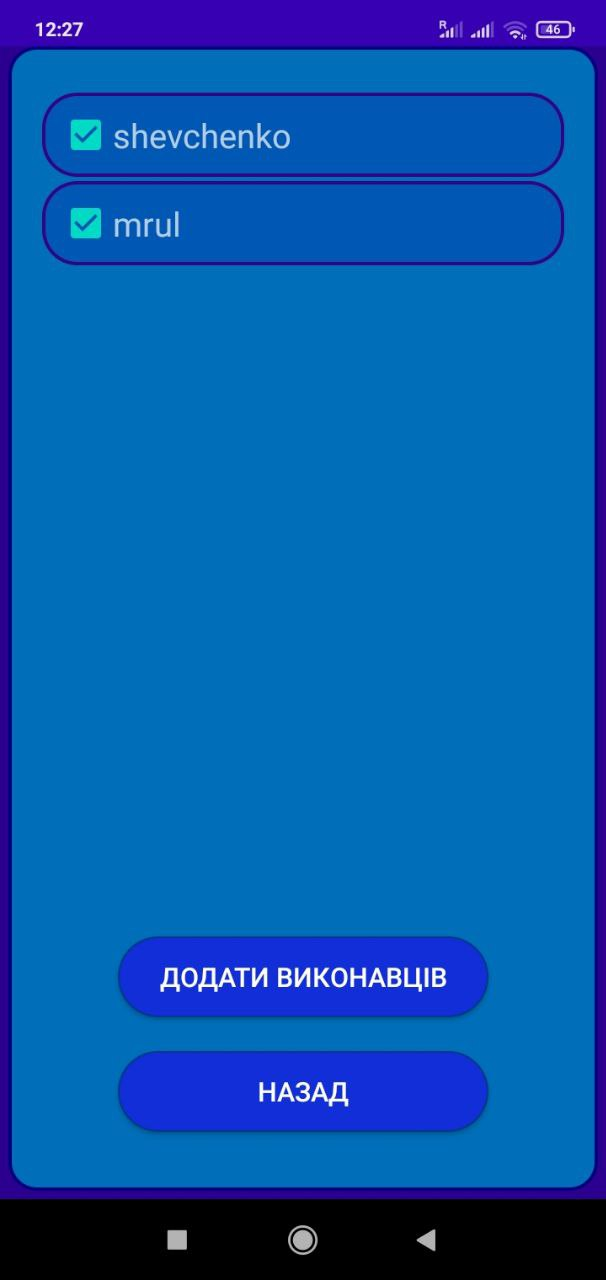 12:27
R
46
shevchenko
mrul
ДОДАТИ ВИКОНАВЦІВ
НАЗАД